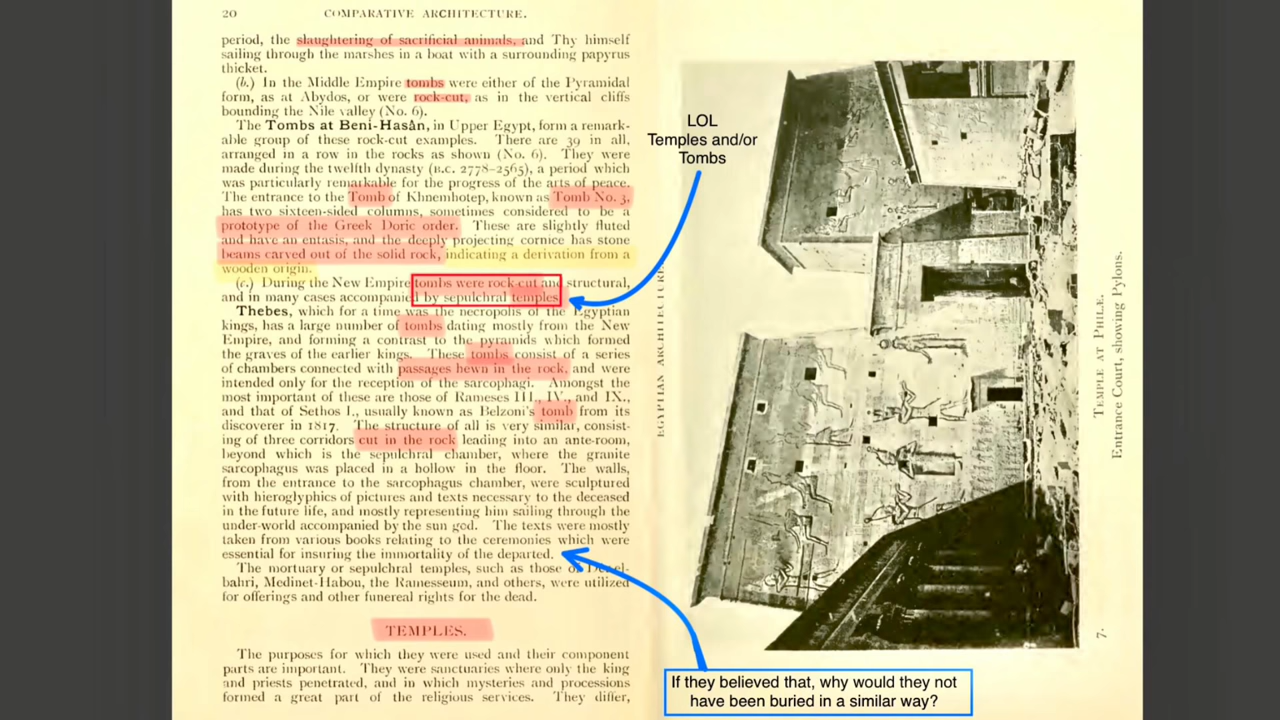 20 COMPARATIVE ARCHITECTURE.
period, the slaughtering of sacrificial animals, and Thy himself
sailing through the marshes in a boat with a surrounding papyrus
thicket.
(b.) In the Middle Empire tombs were either of the Pyramidal
form, as at Abydos, or were rock-cut, as in the vertical cliffs
bounding the Nile valley (No. 6).
The Tombs at Beni-Hasân, in Upper Egypt, form a remark-
able group of these rock-cut examples. There are 39 in all,
arranged in a row in the rocks as shown (No. 6). They were
made during the twelfth dynasty (B.C. 2778-2565), a period which
was particularly remarkable for the progress of the arts of peace.
The entrance to the Tomb of Khnemhotep, known as Tomb No. 3,
has two sixteen-sided columns, sometimes considered to be a
prototype of the Greek Doric order. These are slightly fluted
and have an entasis, and the deeply projecting cornice has stone
beams carved out of the solid rock, indicating a derivation from a
wooden origin.
(c.) During the New Empire tombs were rock-cut and structural,
and in many cases accompanied by sepulchral temples.
Thebes, which for a time was the necropolis of the Egyptian
kings, has a large number of tombs dating mostly from the New
Empire, and forming a contrast to the pyramids which formed
the graves of the earlier kings. These tombs consist of a series
of chambers connected with passages hewn in the rock, and were
intended only for the reception of the sarcophagi. Amongst the
most important of these are those of Rameses III., IV., and IX.,
and that of Sethos I., usually known as Belzoni's tomb from its
discoverer in 1817. The structure of all is very similar, consist-
ing of three corridors cut in the rock leading into an ante-room,
beyond which is the sepulchral chamber, where the granite
sarcophagus was placed in a hollow in the floor. The walls,
from the entrance to the sarcophagus chamber, were sculptured
with hieroglyphics of pictures and texts necessary to the deceased
in the future life, and mostly representing him sailing through the
under-world accompanied by the sun god. The texts were mostly
taken from various books relating to the ceremonies which were
essential for insuring the immortality of the departed.
The mortuary or sepulchral temples, such as those of Dêr-el-
bahri, Medinet-Habou, the Ramesseum, and others, were utilized
for offerings and other funereal rights for the dead.
TEMPLES.
The purposes for which they were used and their component
parts are important. They were sanctuaries where only the king
and priests penetrated, and in which mysteries and processions
formed a great part of the religious services. They differ,
LOL
Temples and/or
Tombs
If they believed that, why would they not
have been buried in a similar way?
EGYPTIAN ARCHITECTURE.
TEMPLE AT PHILÆ.
Entrance Court, showing Pylons.
7.